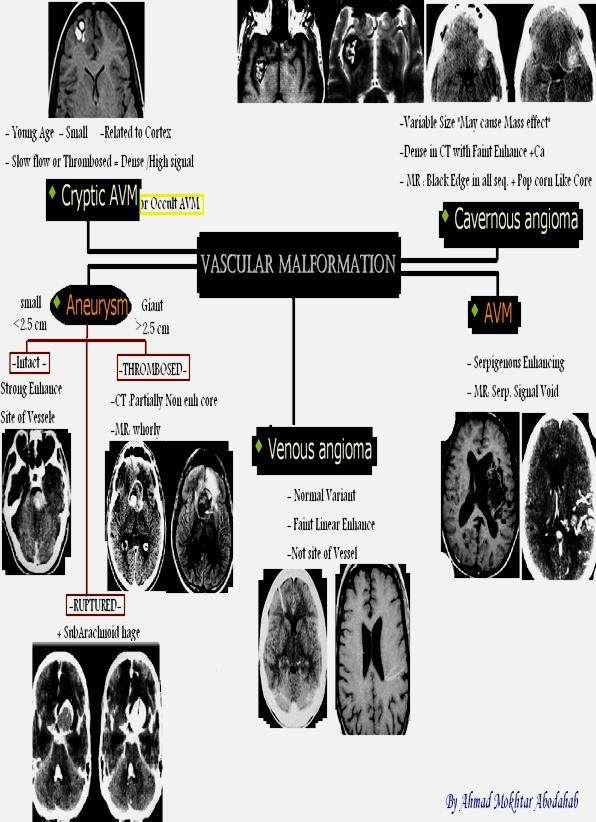 - Young Age - Small -Related to Cortex
- Slow flow or Thrombosed = Dense /High signal
Cryptic AVM
or Occult AVM
-Variable Size "May cause Mass effect"
-Dense in CT with Faint Enhance +Ca
- MR : Black Edge in all seq. + Pop corn Like Core
Cavernous angioma
VASCULAR MALFORMATION
small
<2.5 cm
Aneurysm
Giant
>2.5 cm
-Intact -
Strong Enhance
Site of Vessele
-THROMBOSED-
-CT :Partially Non enh core
-MR: whorly
-RUPTURED-
+ SubArachnoid hage
AVM
- Serpigenous Enhancing
- MR: Serp. Signal Void
Venous angioma
- Normal Variant
- Faint Linear Enhance
-Not site of Vessel
By Ahmad Mokhtar Abodahab